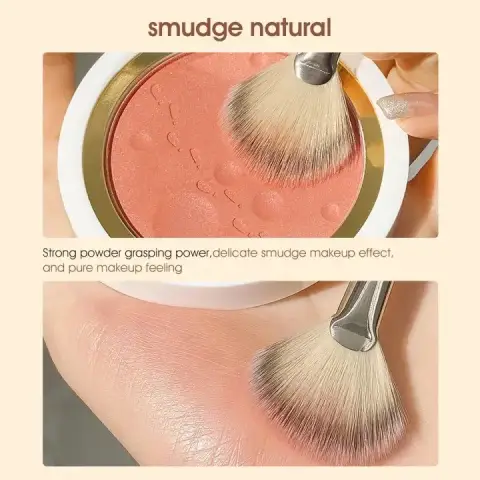 smudge natural
Strong powder grasping power,delicate smudge makeup effect,
and pure makeup feeling